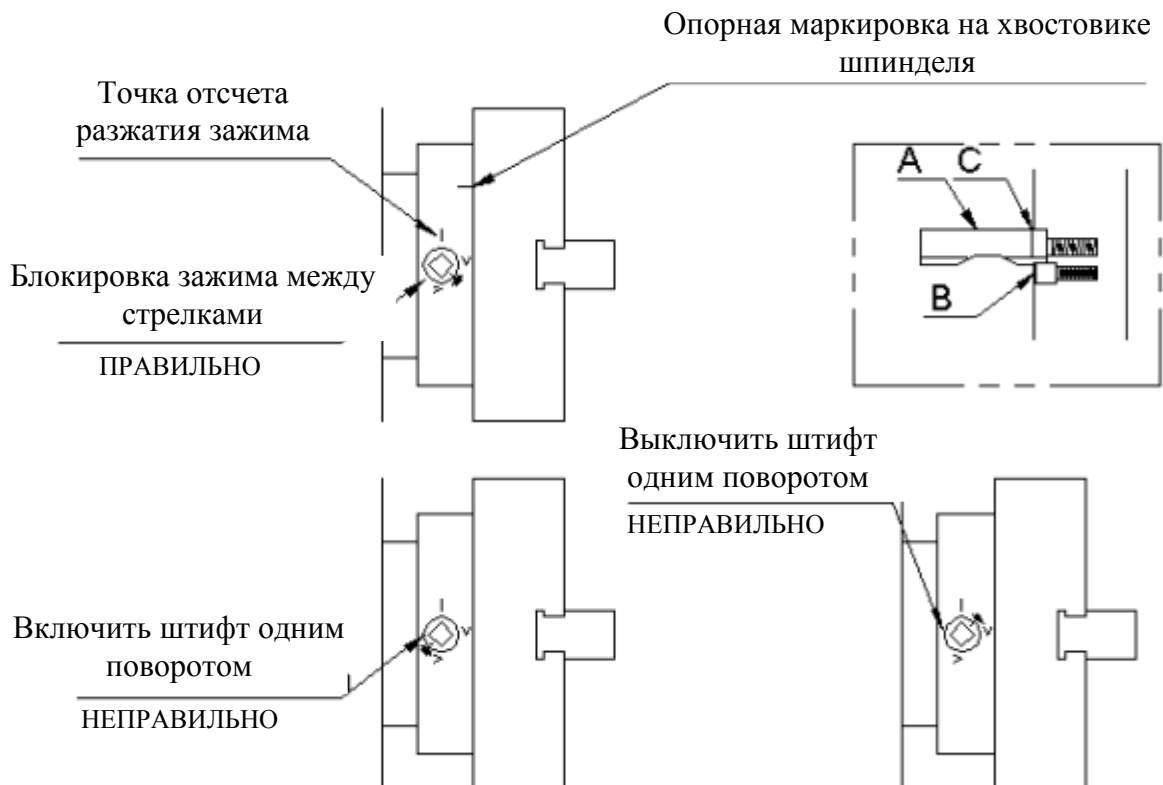 Опорная маркировка на хвостовике
шпинделя
Точка отсчета
разжатия зажима
A C
Блокировка зажима между
стрелками
ПРАВИЛЬНО
B
Выключить штифт
одним поворотом
НЕПРАВИЛЬНО
Включить штифт одним
поворотом
НЕПРАВИЛЬНО